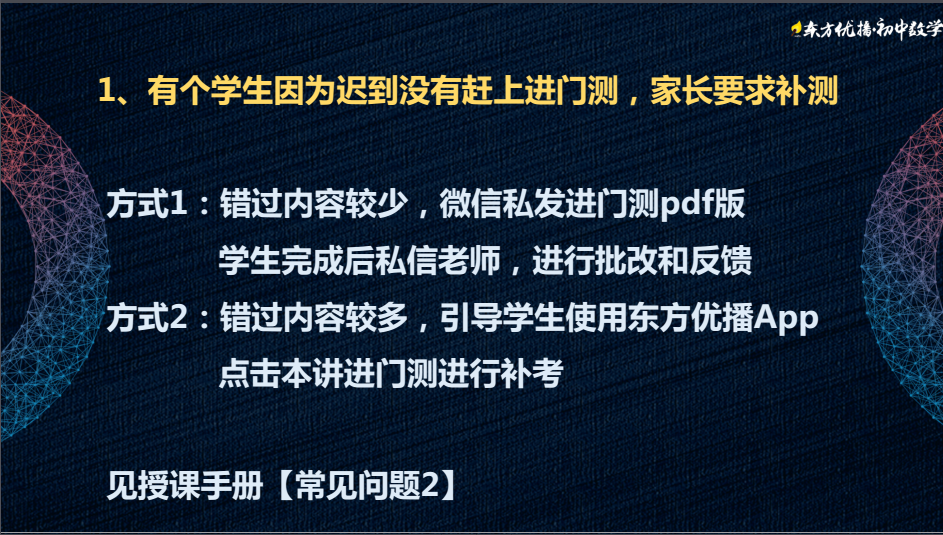 东方优播·初中数学
1、有个学生因为迟到没有赶上进门测，家长要求补测
方式1：错过内容较少，微信私发进门测pdf版
学生完成后私信老师，进行批改和反馈
方式2：错过内容较多，引导学生使用东方优播App
点击本讲进门测进行补考
见授课手册【常见问题2】